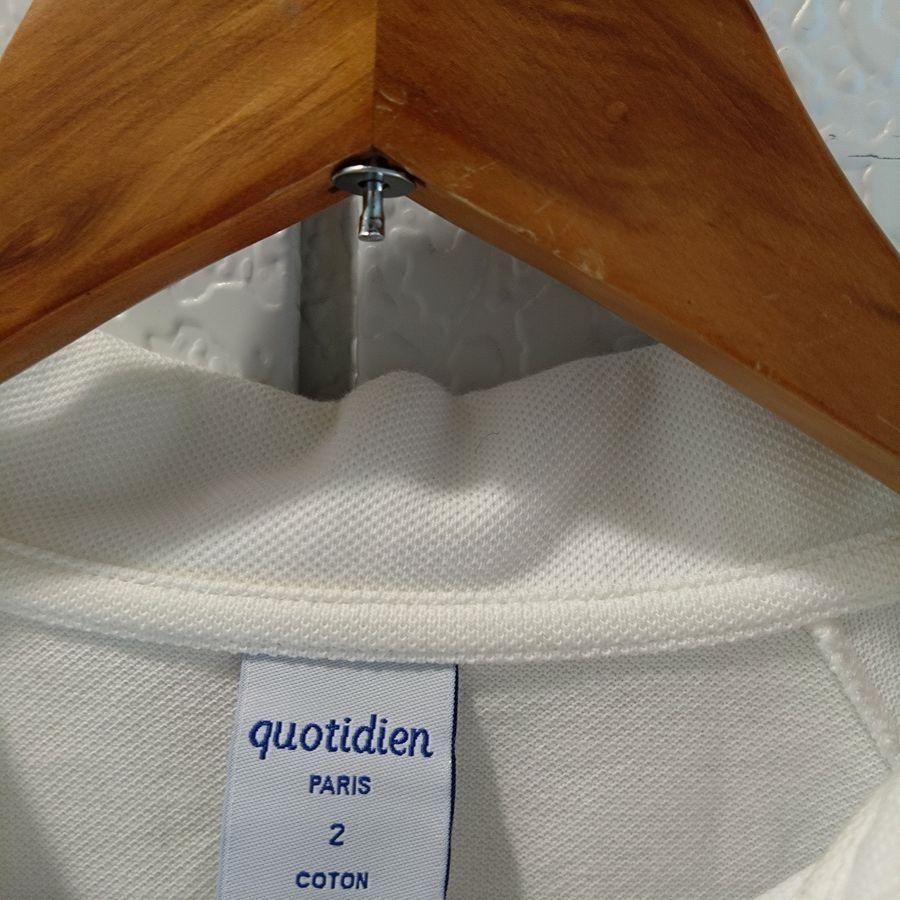 quotidien
PARIS
2
COTON